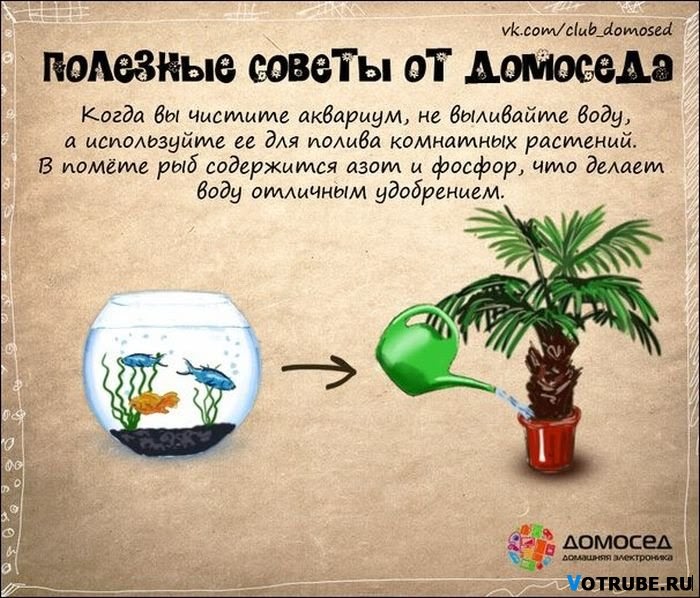 vk.com/club_domosed
Полезные советы от Домоседа
Когда вы чистите аквариум, не выливайте воду,
а используйте ее для полива комнатных растений.
В помёте рыб содержится азот и фосфор, что делает
воду отличным удобрением.
ДОМОСЕД
домашняя электроника
VOTRUBE.RU